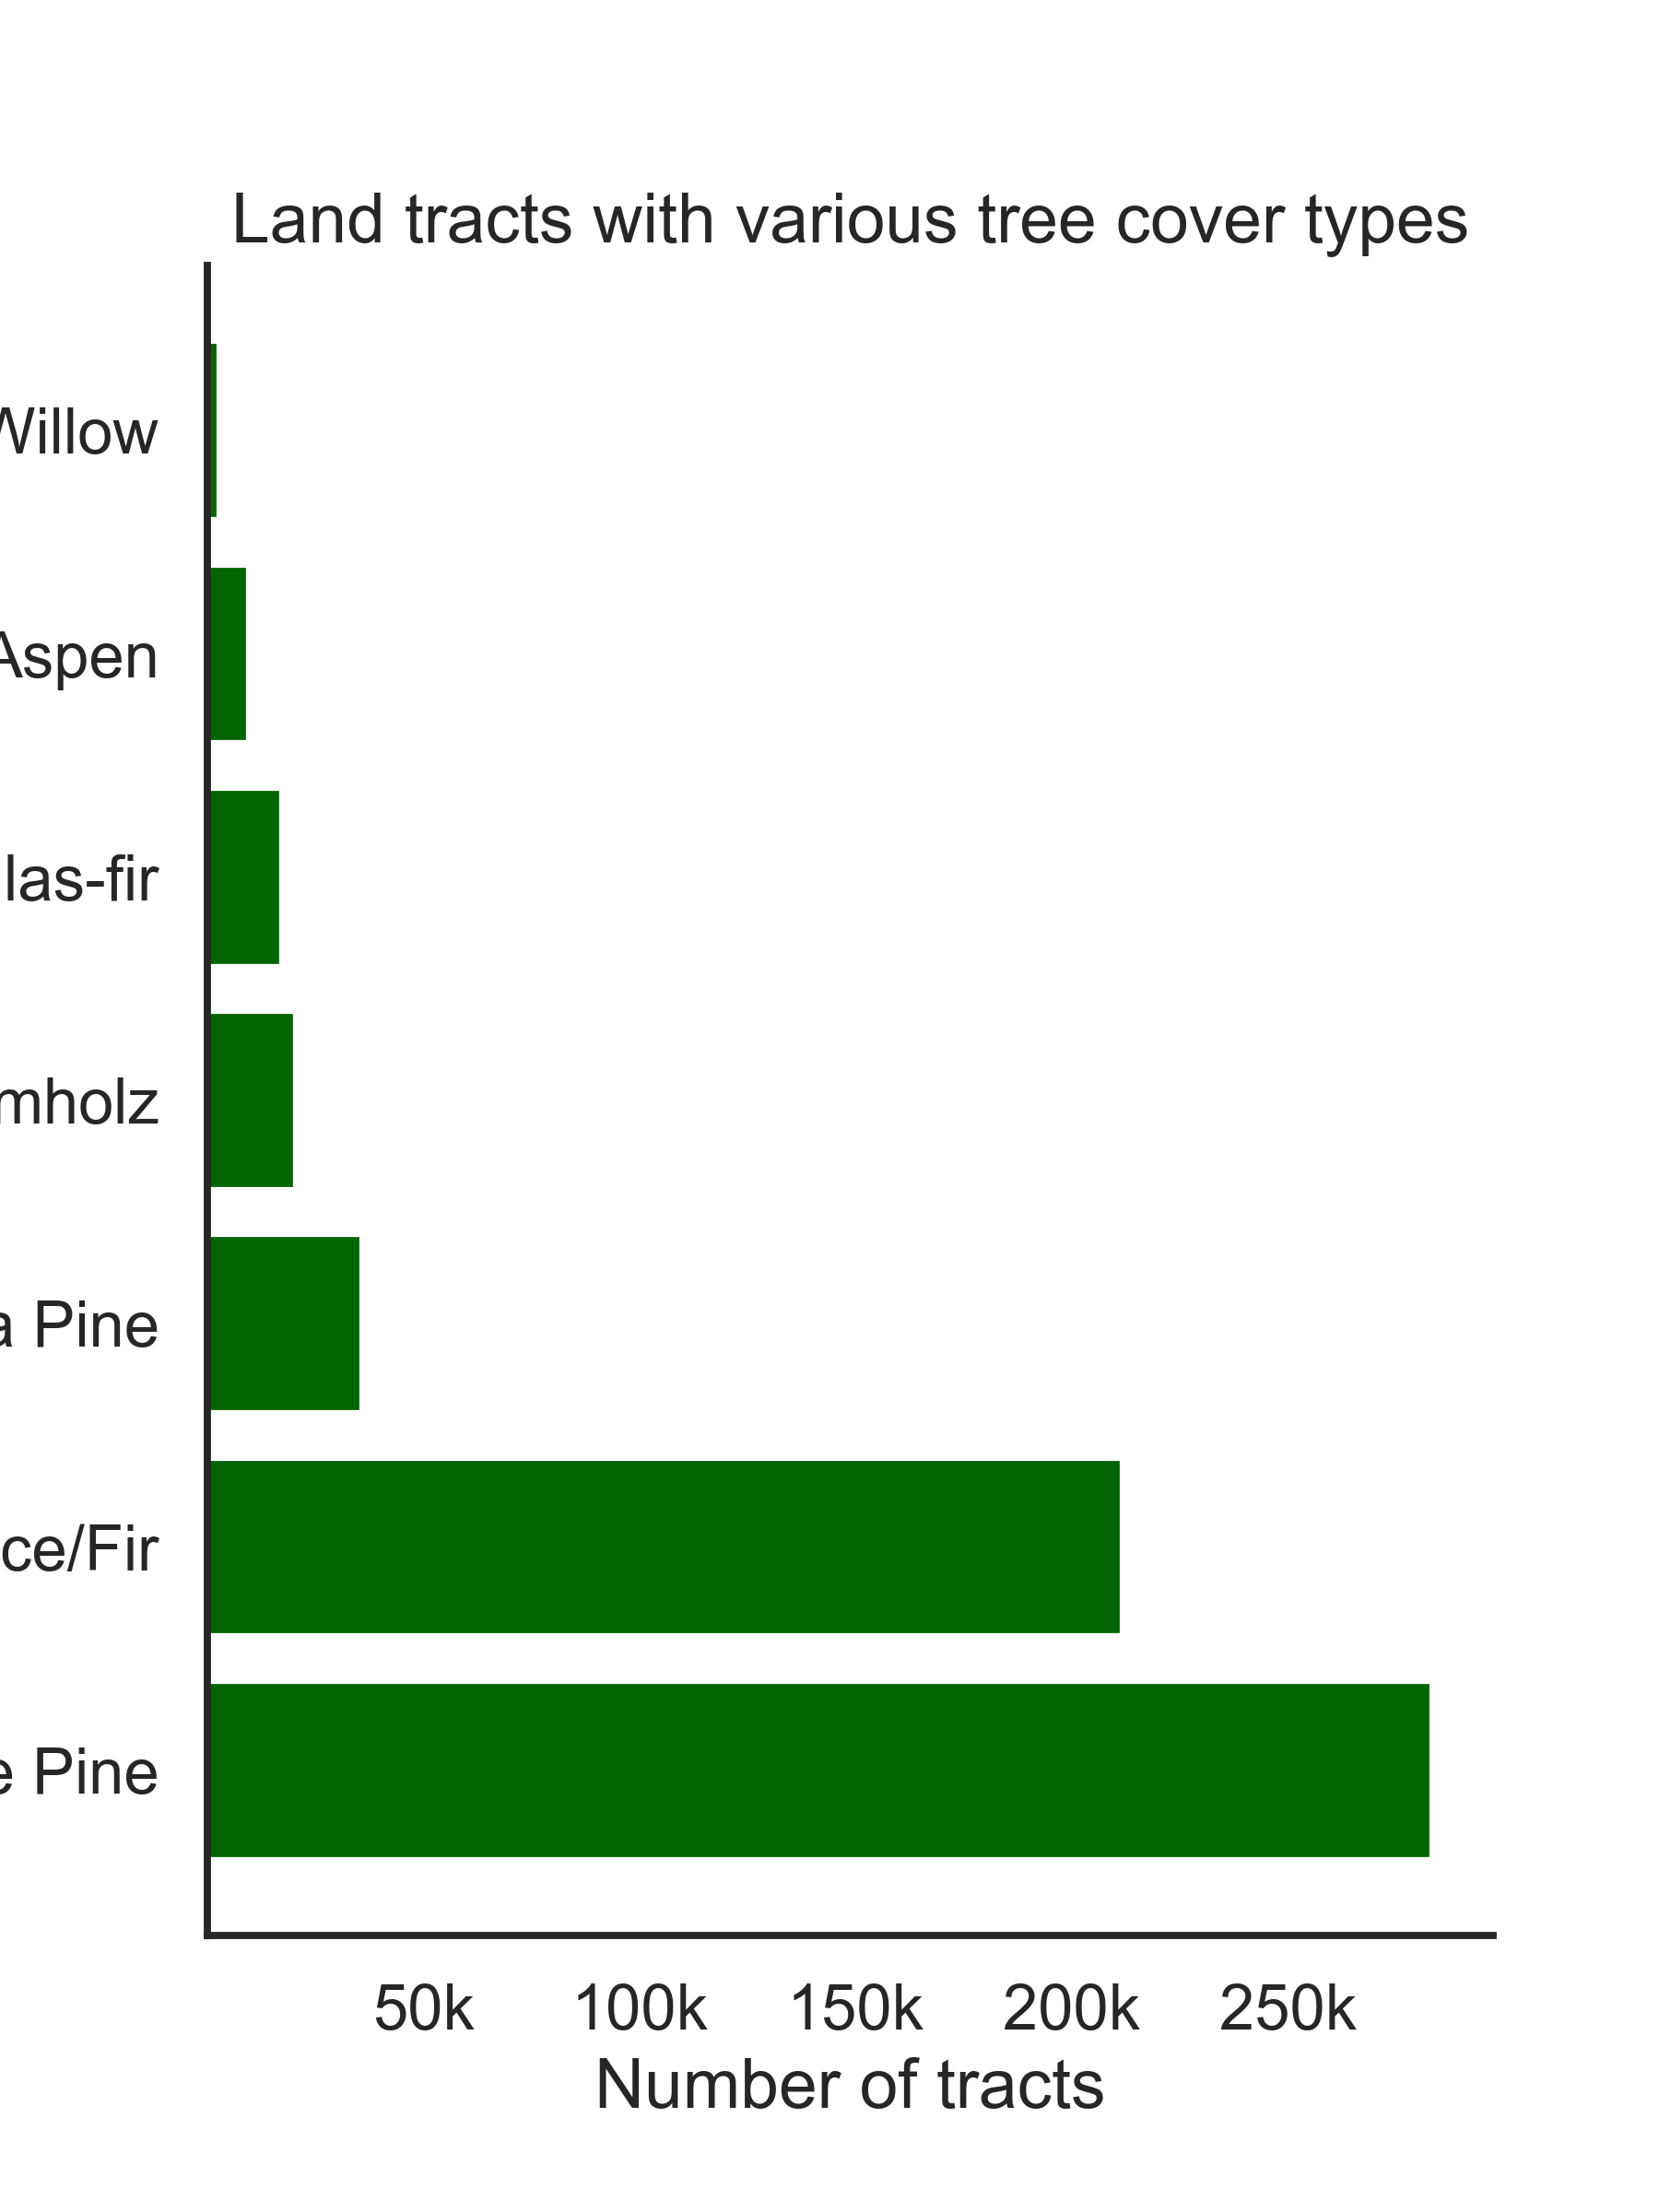 Land tracts with various tree cover types
Willow
Aspen
las-fir
mholz
a Pine
ce/Fir
e Pine
50k 100k 150k 200k 250k
Number of tracts